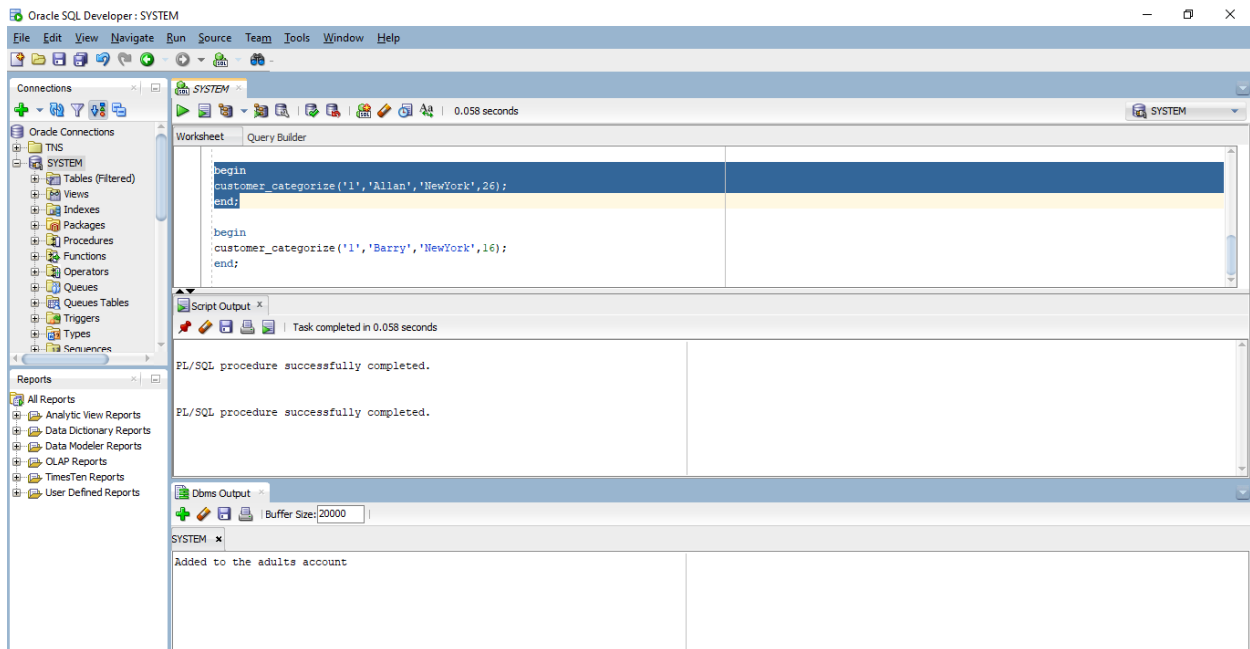 Oracle SQL Developer : SYSTEM
File Edit View Navigate Run Source Team Tools Window Help
Connections
SYSTEM
0.058 seconds
SYSTEM
Oracle Connections
TNS
SYSTEM
Tables (Filtered)
Views
Indexes
Packages
Procedures
Functions
Operators
Queues
Queues Tables
Triggers
Types
Sequences
Worksheet Query Builder
begin
customer_categorize('1','Allan','NewYork',26);
end;
begin
customer_categorize('1','Barry','NewYork',16);
end;
Script Output
Task completed in 0.058 seconds
PL/SQL procedure successfully completed.
PL/SQL procedure successfully completed.
Reports
All Reports
Analytic View Reports
Data Dictionary Reports
Data Modeler Reports
OLAP Reports
TimesTen Reports
User Defined Reports
Dbms Output
Buffer Size: 20000
SYSTEM
Added to the adults account